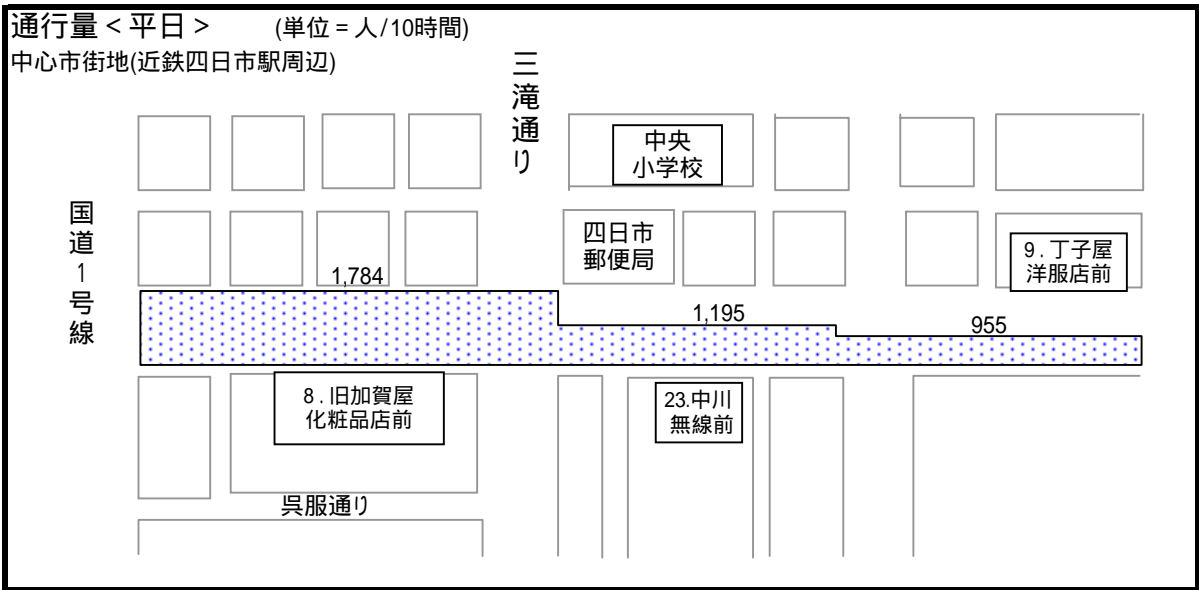 通行量＜平日＞ (単位=人/10時間)
中心市街地(近鉄四日市駅周辺)
三滝通り
中央
小学校
国道1号線
四日市
郵便局
9.丁子屋
洋服店前
1,784
1,195
955
8.旧加賀屋
化粧品店前
23.中川
無線前
呉服通り